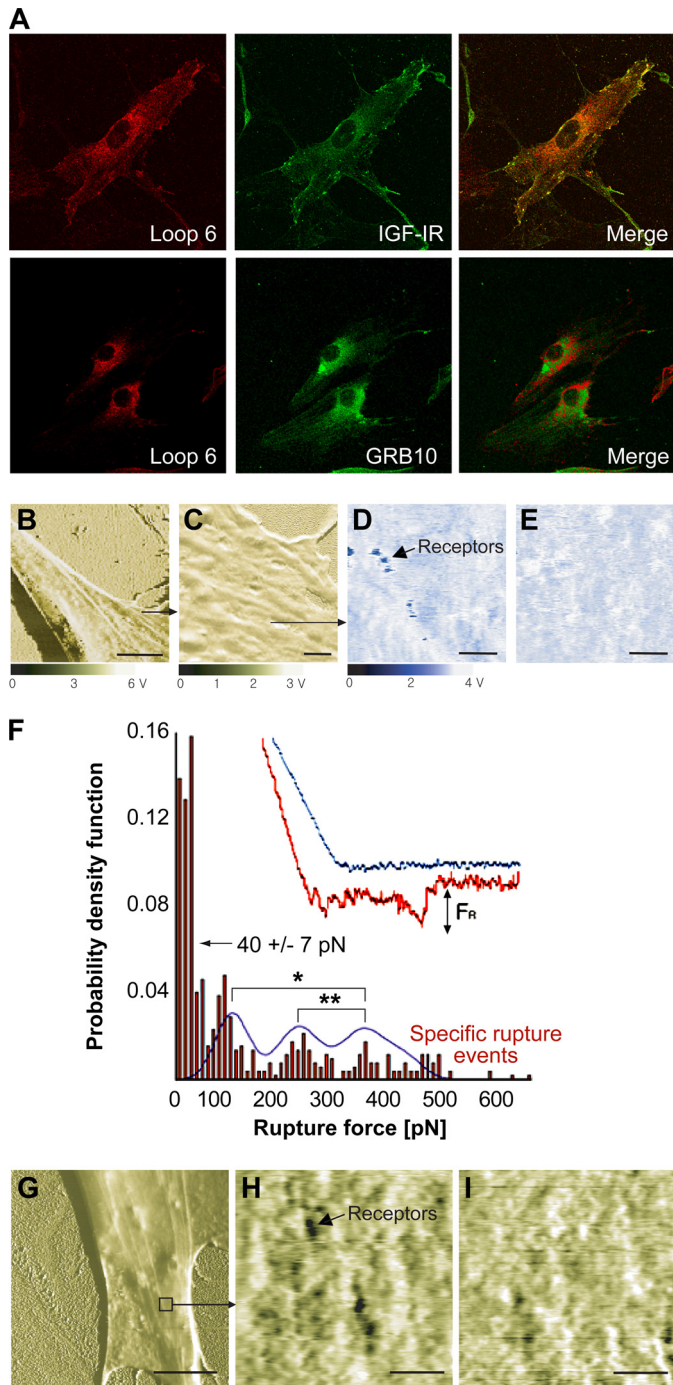 A
Loop 6
IGF-IR
Merge
Loop 6
GRB10
Merge
B
C
D
Receptors
E
0 3 6 V
0 1 2 3 V
0 2 4 V
F
Probability density function
0.16
0.12
0.08
0.04
40 +/- 7 pN
*
**
FR
Specific rupture
events
0 100 200 300 400 500 600
Rupture force [pN]
G
H
Receptors
I